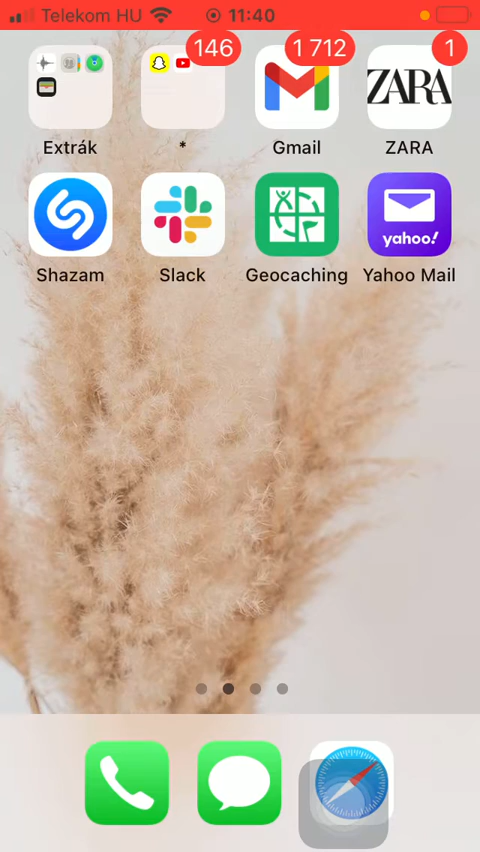 Telekom HU 11:40
146 1 712 1
ZARA
Extrák * Gmail ZARA
yahoo!
Shazam Slack Geocaching Yahoo Mail